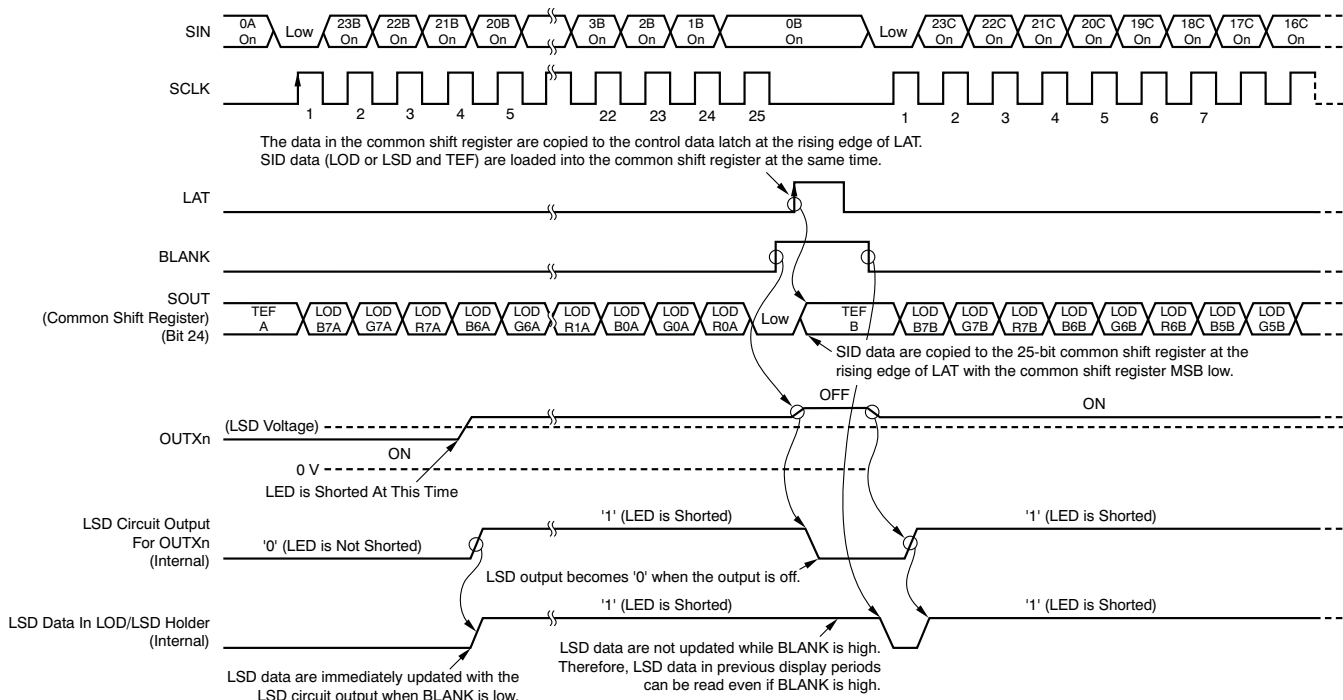 SIN
0A On
Low
23B On
22B On
21B On
20B On
3B On
2B On
1B On
0B On
Low
23C On
22C On
21C On
20C On
19C On
18C On
17C On
16C On
SCLK
1 2 3 4 5 22 23 24 25 1 2 3 4 5 6 7
The data in the common shift register are copied to the control data latch at the rising edge of LAT.
SID data (LOD or LSD and TEF) are loaded into the common shift register at the same time.
LAT
BLANK
SOUT
(Common Shift Register)
(Bit 24)
TEF A
LOD B7A
LOD G7A
LOD R7A
LOD B6A
LOD G6A
LOD R1A
LOD B0A
LOD G0A
LOD R0A
Low
TEF B
LOD B7B
LOD G7B
LOD R7B
LOD B6B
LOD G6B
LOD R6B
LOD B5B
LOD G5B
SID data are copied to the 25-bit common shift register at the
rising edge of LAT with the common shift register MSB low.
OFF
ON
(LSD Voltage)
OUTXn
ON
0 V
LED is Shorted At This Time
LSD Circuit Output
For OUTXn
(Internal)
'0' (LED is Not Shorted)
'1' (LED is Shorted)
'1' (LED is Shorted)
LSD output becomes '0' when the output is off.
LSD Data In LOD/LSD Holder
(Internal)
'1' (LED is Shorted)
'1' (LED is Shorted)
LSD data are immediately updated with the
LSD circuit output when BLANK is low.
LSD data are not updated while BLANK is high.
Therefore, LSD data in previous display periods
can be read even if BLANK is high.